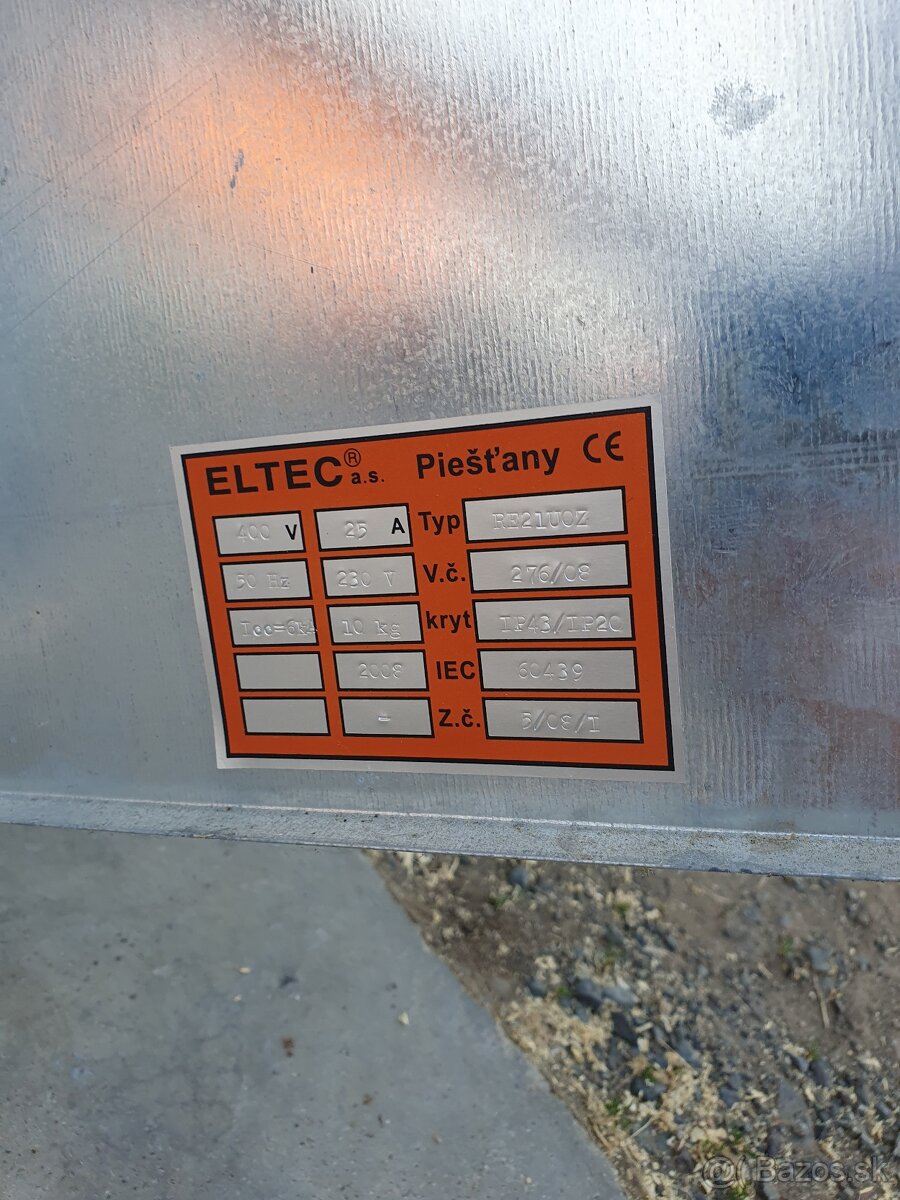 ELTEC® a.s. Piešťany CE
400 V 25 A Typ RE21UOZ
50 Hz 230 V V.č. 276/08
Icc=6kA 10 kg kryt IP43/IP20
2008 IEC 60439
- Z.č. 5/08/I
© Bazos.sk